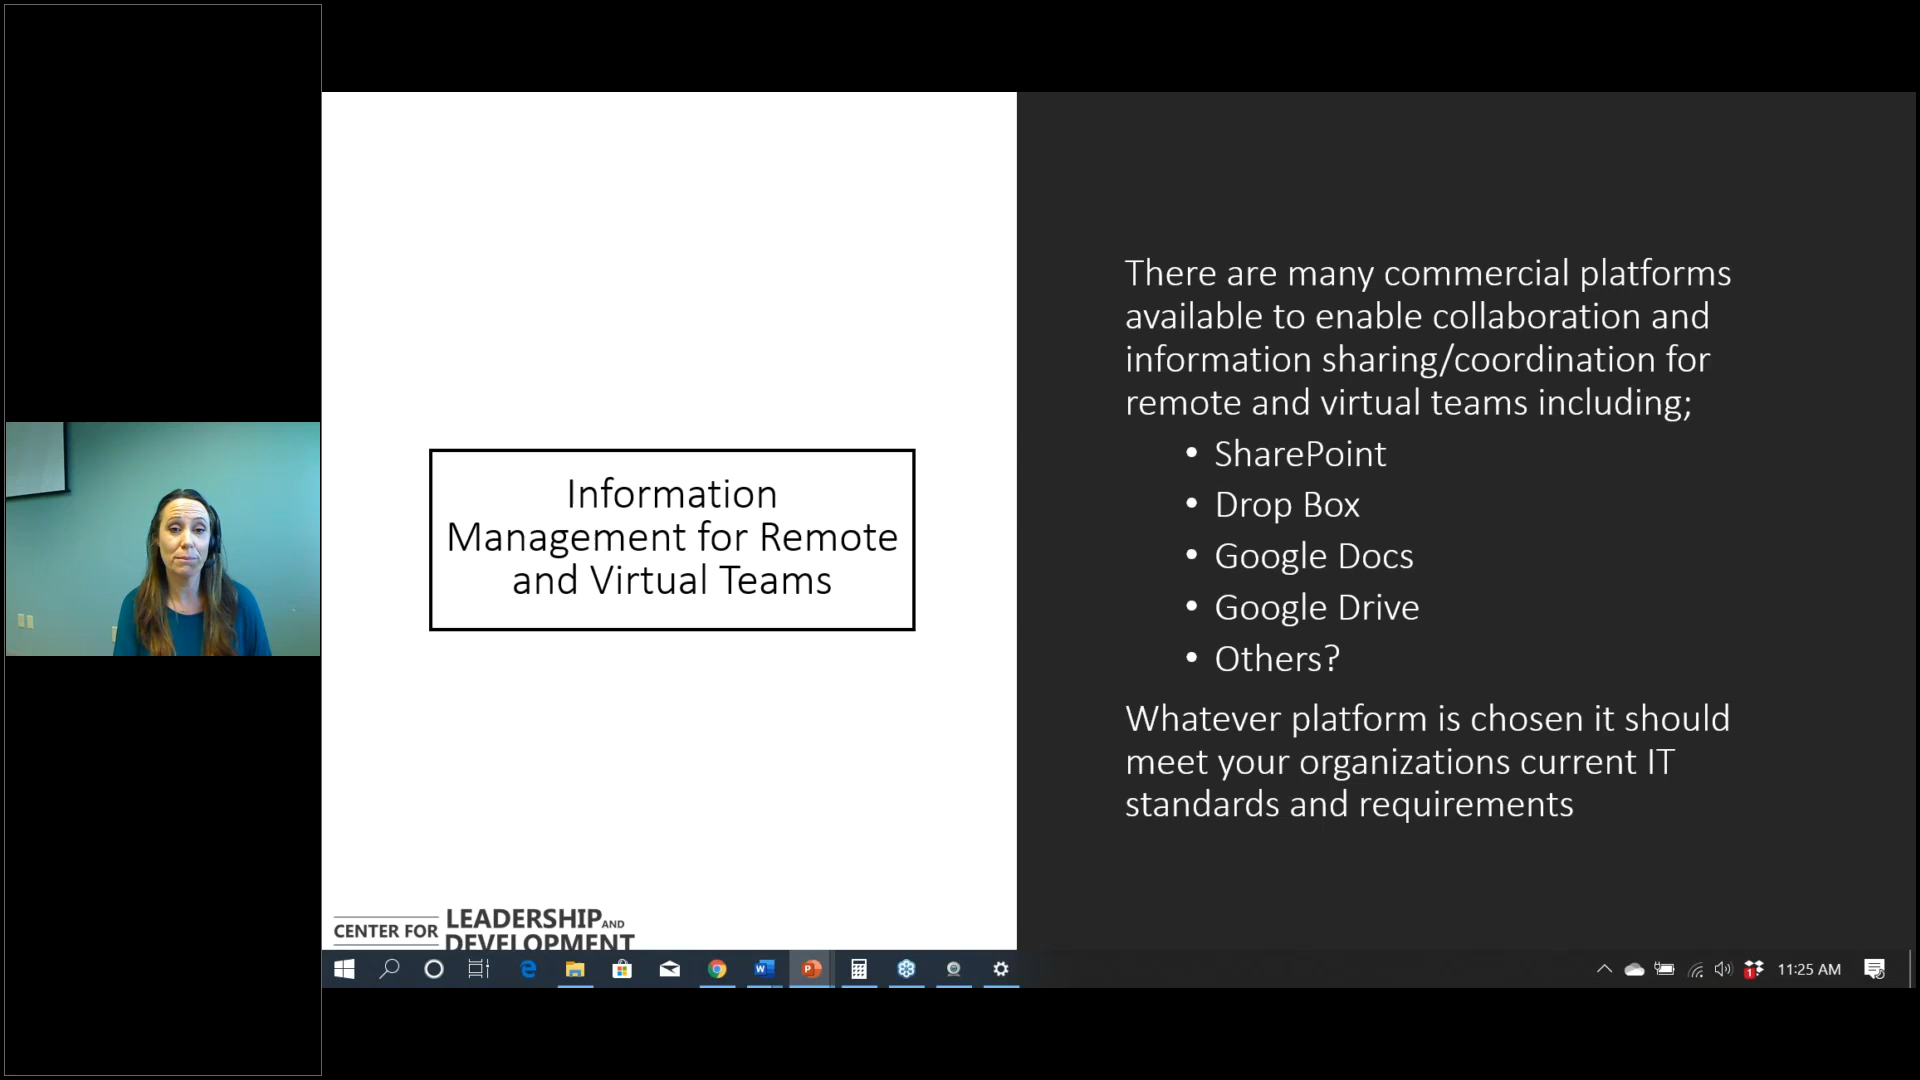 Information
Management for Remote
and Virtual Teams
There are many commercial platforms
available to enable collaboration and
information sharing/coordination for
remote and virtual teams including;
• SharePoint
• Drop Box
• Google Docs
• Google Drive
• Others?
Whatever platform is chosen it should
meet your organizations current IT
standards and requirements
CENTER FOR LEADERSHIP AND
DEVELOPMENT
11:25 AM